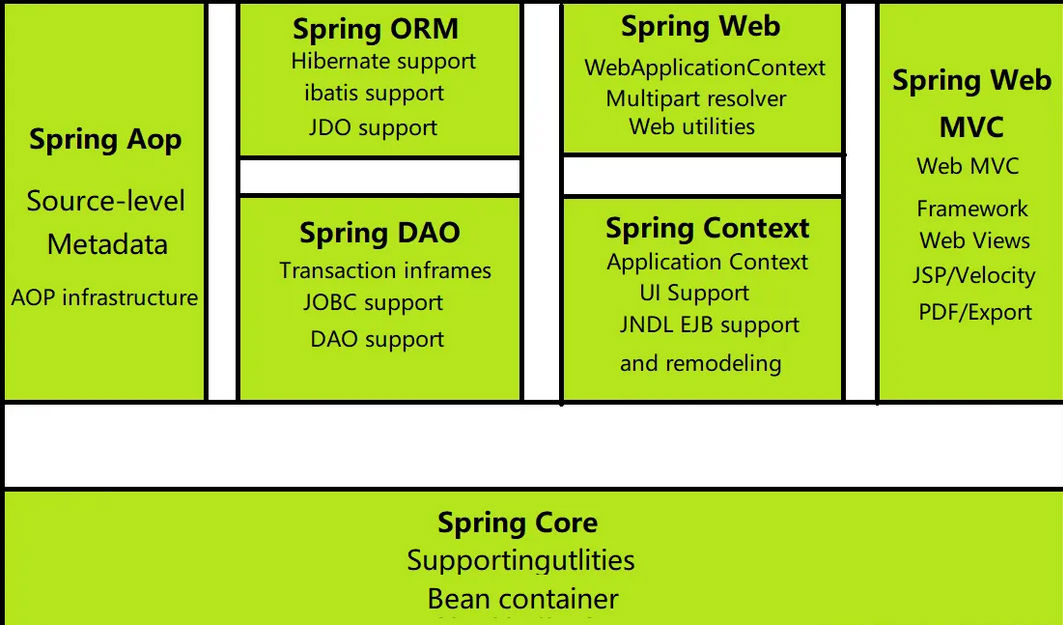 Spring Aop
Source-level
Metadata
AOP infrastructure
Spring ORM
Hibernate support
ibatis support
JDO support
Spring DAO
Transaction inframes
JOBC support
DAO support
Spring Web
WebApplicationContext
Multipart resolver
Web utilities
Spring Context
Application Context
UI Support
JNDL EJB support
and remodeling
Spring Web
MVC
Web MVC
Framework
Web Views
JSP/Velocity
PDF/Export
Spring Core
Supportingutlities
Bean container